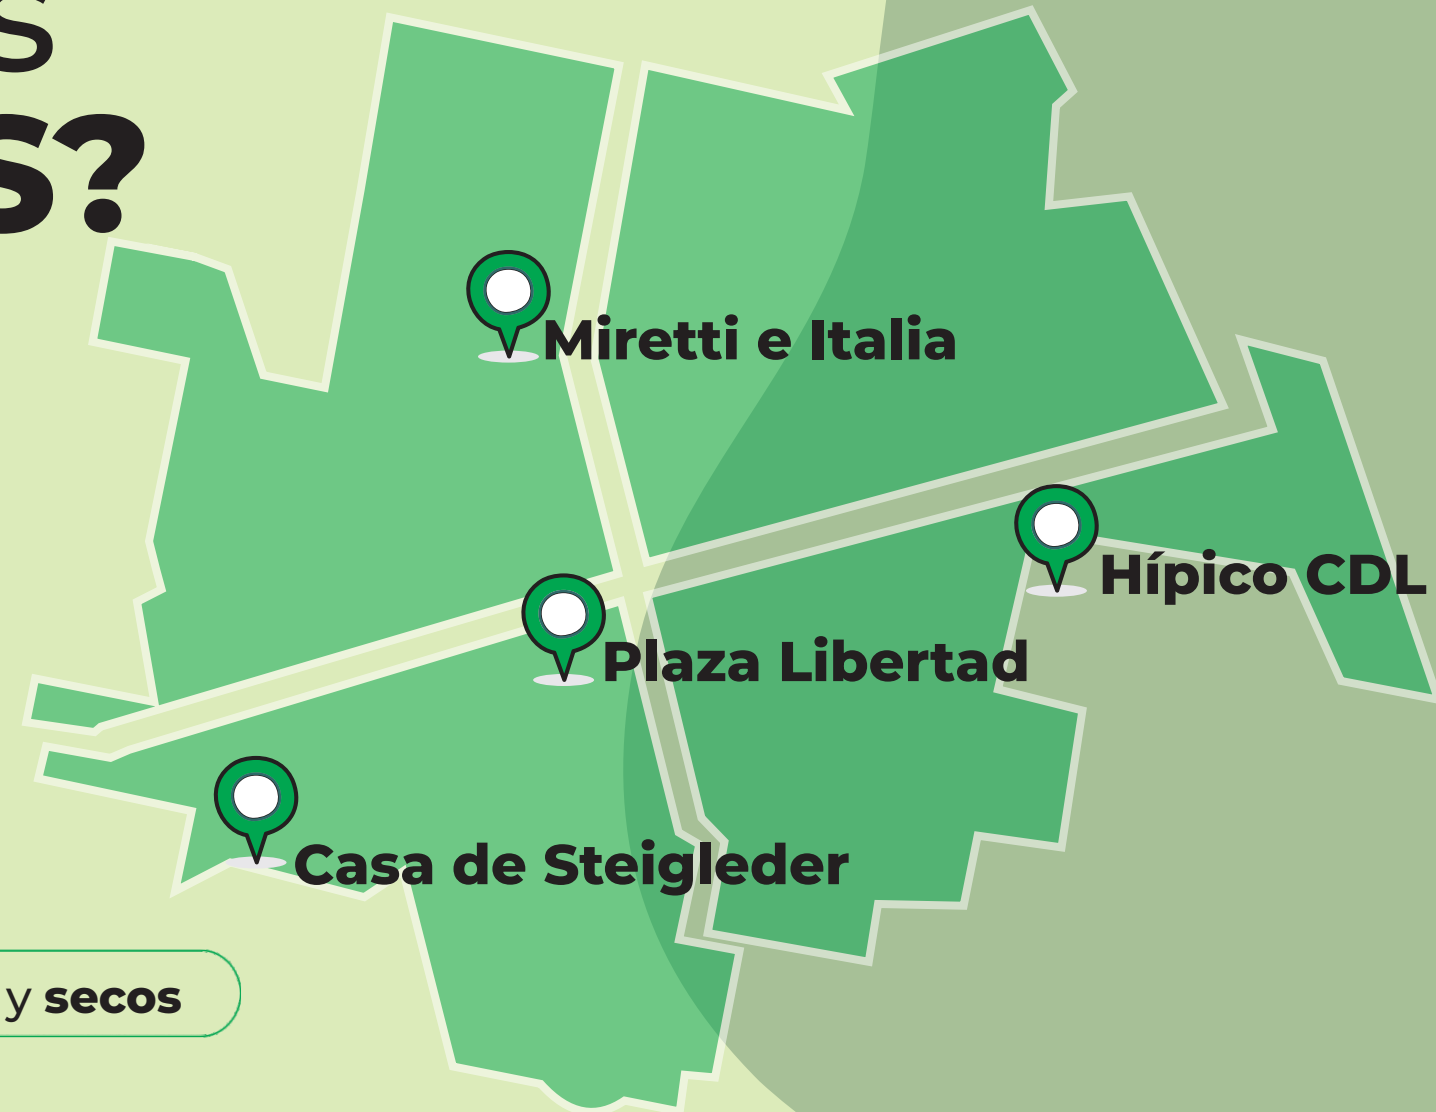 S
S?
Miretti e Italia
Hípico CDL
Plaza Libertad
Casa de Steigleder
y secos